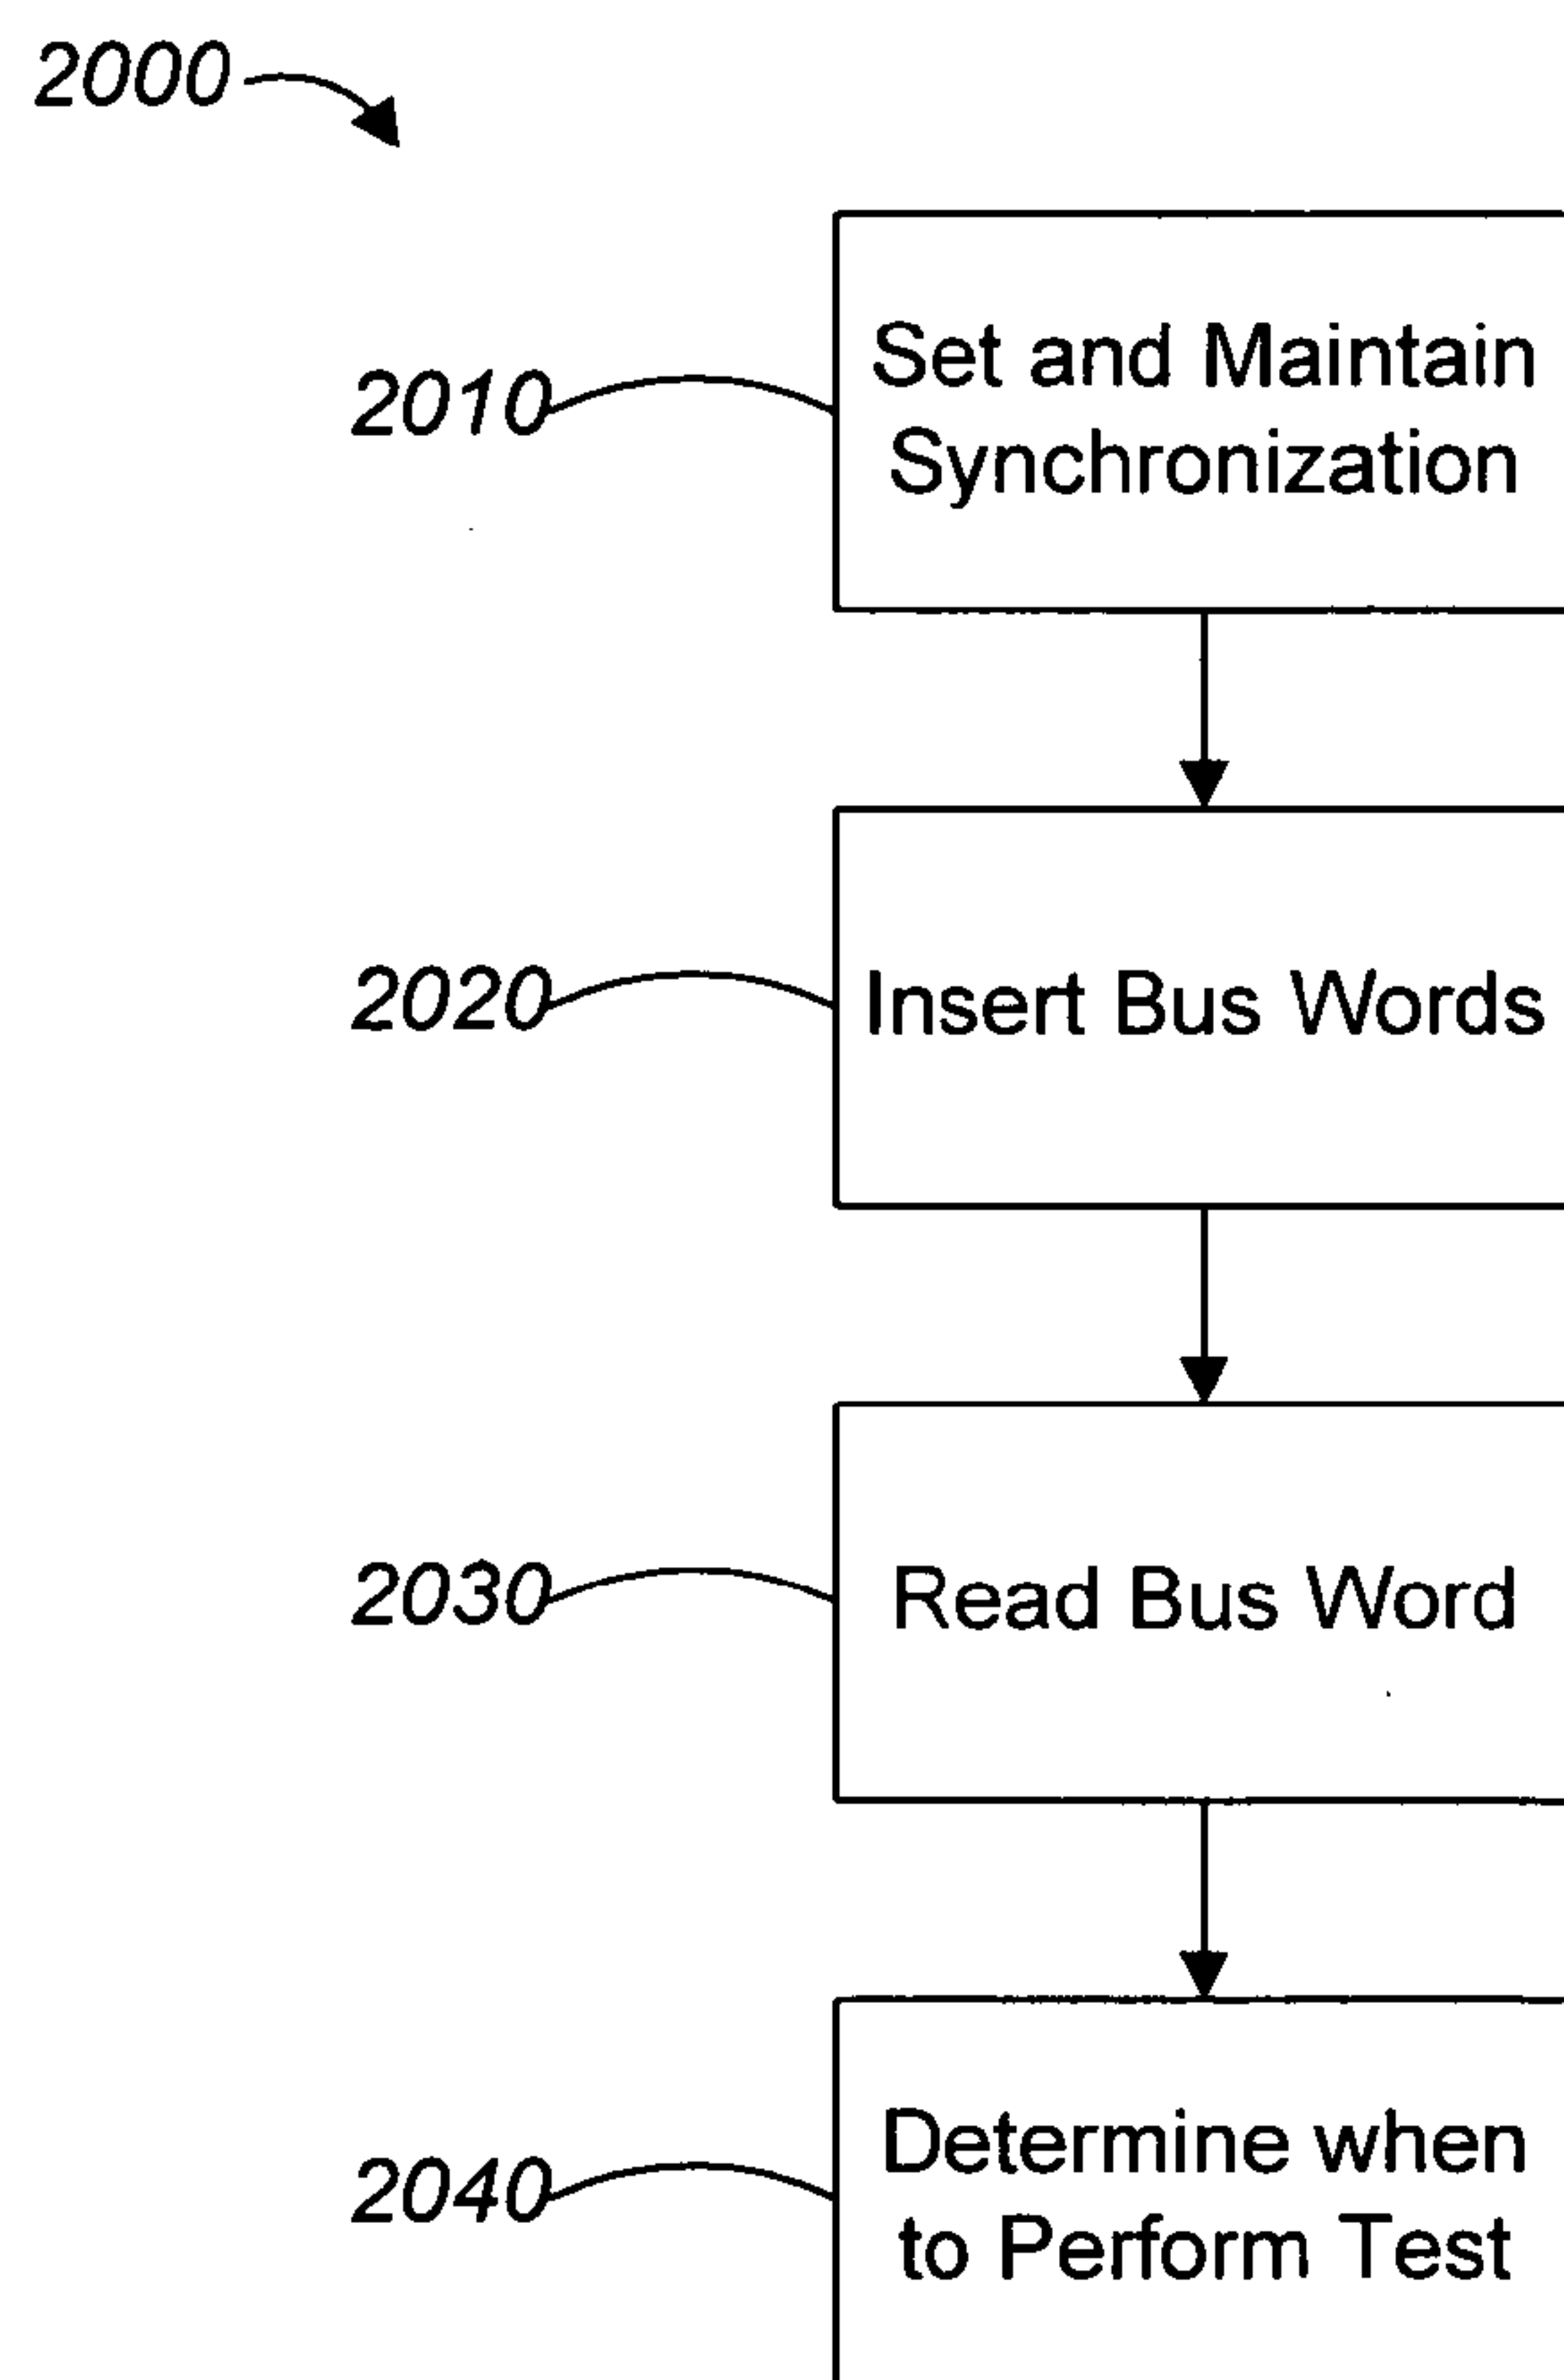 2000
2010
Set and Maintain
Synchronization
2020
Insert Bus Words
2030
Read Bus Word
2040
Determine when
to Perform Test